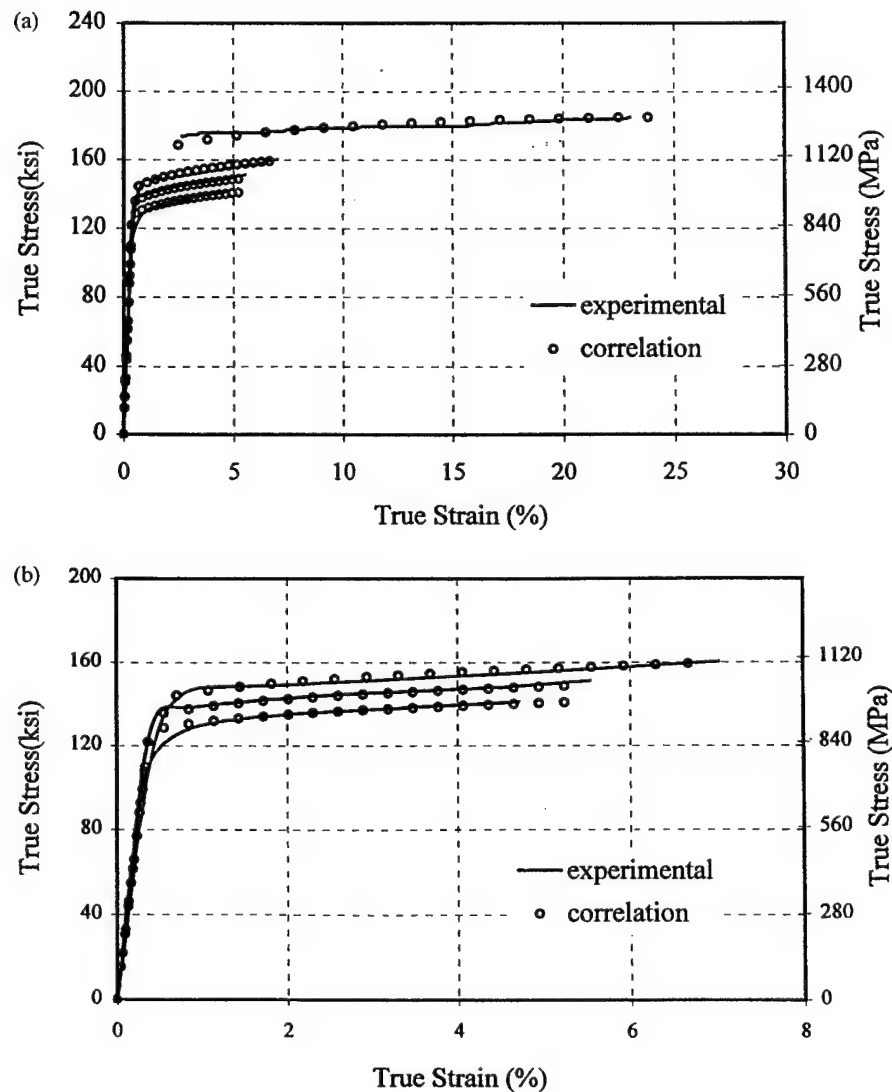 (a)
240
200
160
120
80
40
0
True Stress(ksi)
1400
1120
840
560
280
0
True Stress (MPa)
experimental
correlation
0 5 10 15 20 25 30
True Strain (%)
(b)
200
160
120
80
40
0
True Stress(ksi)
1120
840
560
280
0
True Stress (MPa)
experimental
correlation
0 2 4 6 8
True Strain (%)